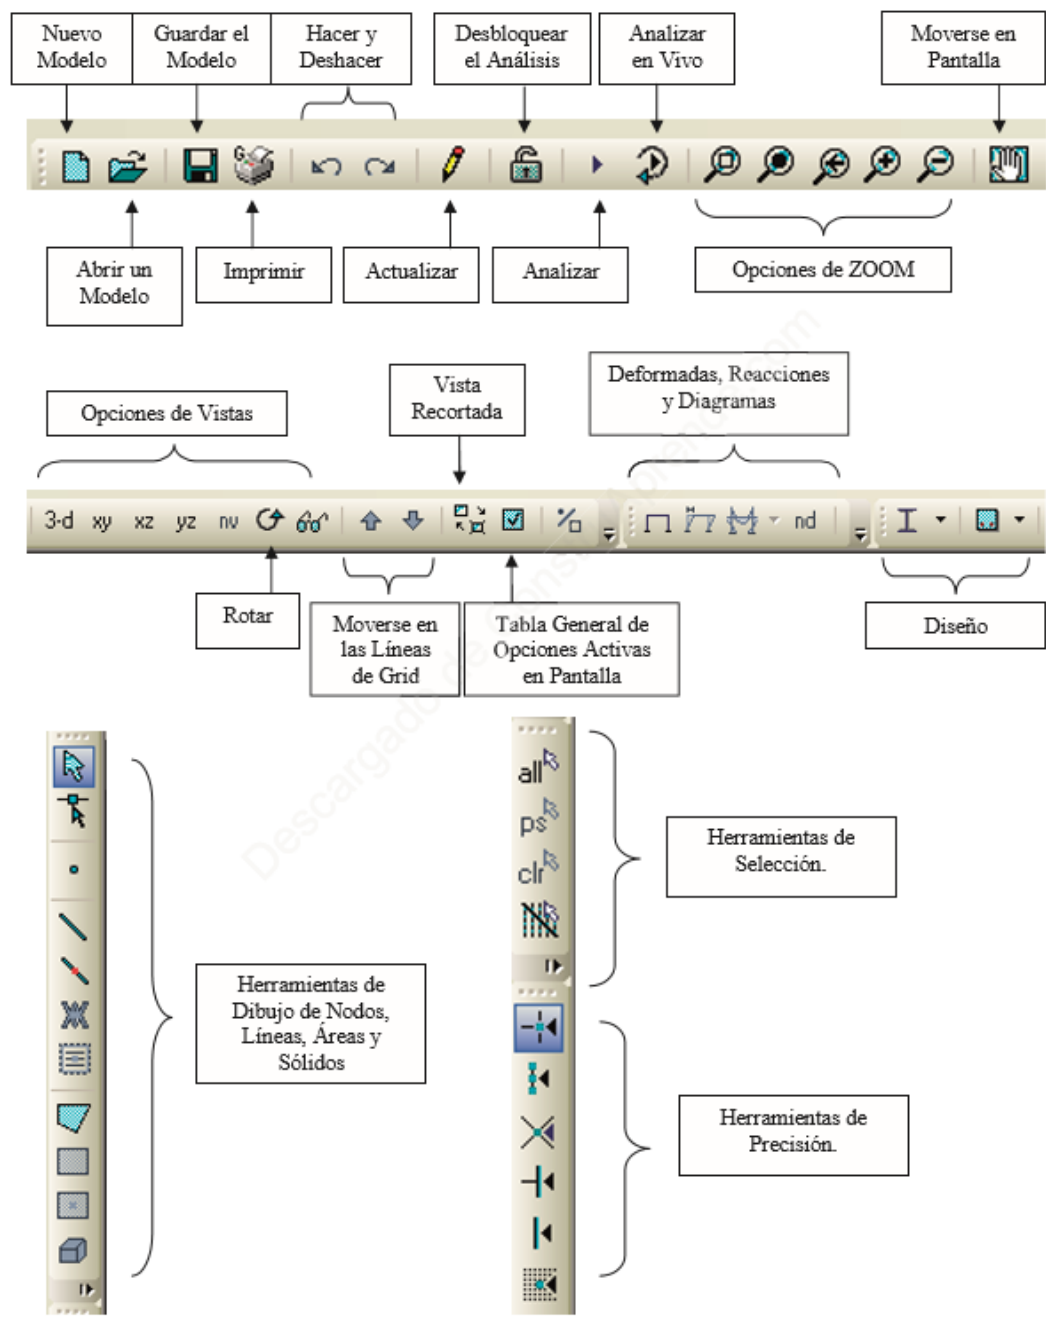 Nuevo
Modelo
Guardar el
Modelo
Hacer y
Deshacer
Desbloquear
el Análisis
Analizar
en Vivo
Moverse en
Pantalla
G
Abrir un
Modelo
Imprimir
Actualizar
Analizar
Opciones de ZOOM
Opciones de Vistas
Vista
Recortada
Deformadas, Reacciones
y Diagramas
3-d xy xz yz nv
nd
Rotar
Moverse en
las Líneas
de Grid
Tabla General de
Opciones Activas
en Pantalla
Diseño
all
ps
clr
Herramientas de
Selección.
Herramientas de
Dibujo de Nodos,
Líneas, Áreas y
Sólidos
Herramientas de
Precisión.